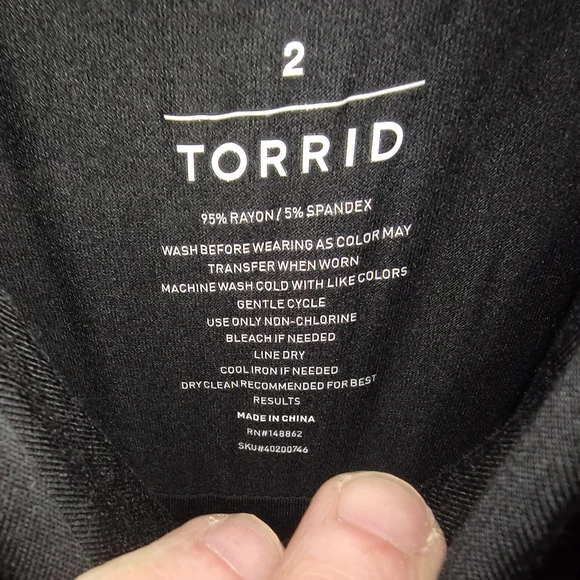 2
TORRID
95% RAYON / 5% SPANDEX
WASH BEFORE WEARING AS COLOR MAY
TRANSFER WHEN WORN
MACHINE WASH COLD WITH LIKE COLORS
GENTLE CYCLE
USE ONLY NON-CHLORINE
BLEACH IF NEEDED
LINE DRY
COOL IRON IF NEEDED
DRY CLEAN RECOMMENDED FOR BEST
RESULTS
MADE IN CHINA
RN#148862
SKU#40200746